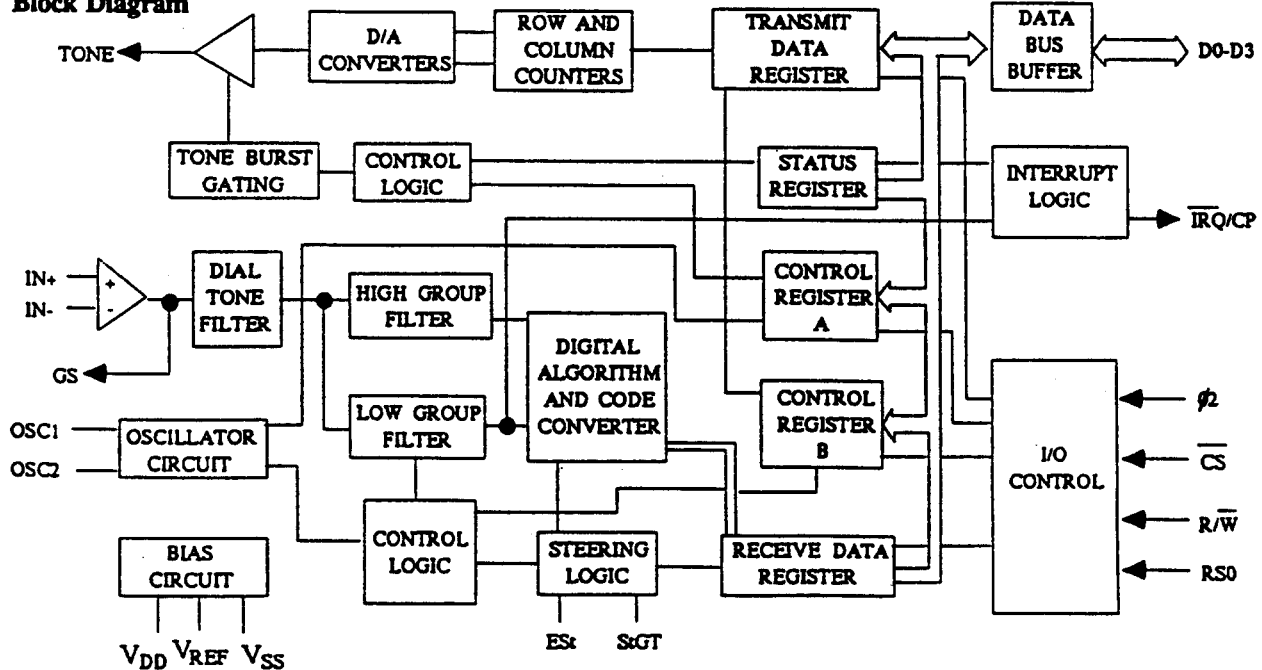 Block Diagram
TONE
D/A
CONVERTERS
ROW AND
COLUMN
COUNTERS
TRANSMIT
DATA
REGISTER
DATA
BUS
BUFFER
D0-D3
TONE BURST
GATING
CONTROL
LOGIC
STATUS
REGISTER
INTERRUPT
LOGIC
IRQ/CP
IN+
IN-
+
-
GS
DIAL
TONE
FILTER
HIGH GROUP
FILTER
LOW GROUP
FILTER
DIGITAL
ALGORITHM
AND CODE
CONVERTER
CONTROL
REGISTER
A
CONTROL
REGISTER
B
I/O
CONTROL
ϕ2
CS
R/W
RS0
OSC1
OSC2
OSCILLATOR
CIRCUIT
BIAS
CIRCUIT
VDD VREF VSS
CONTROL
LOGIC
STEERING
LOGIC
ESt
StGT
RECEIVE DATA
REGISTER